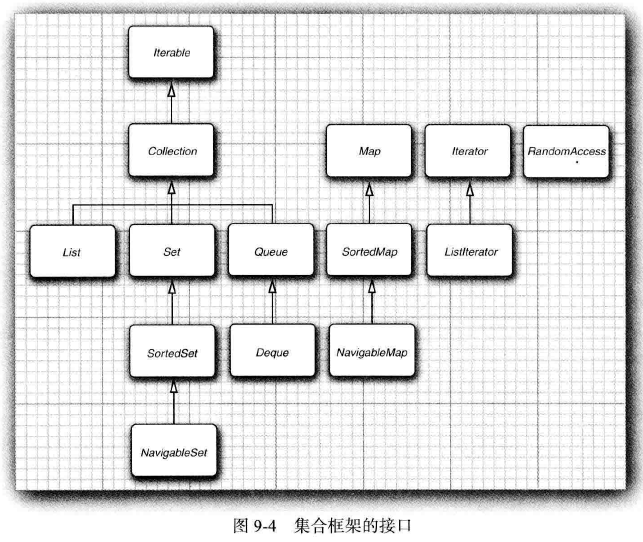 Iterable
Collection
Map
Iterator
RandomAccess
List
Set
Queue
SortedMap
ListIterator
SortedSet
Deque
NavigableMap
NavigableSet
图 9-4 集合框架的接口